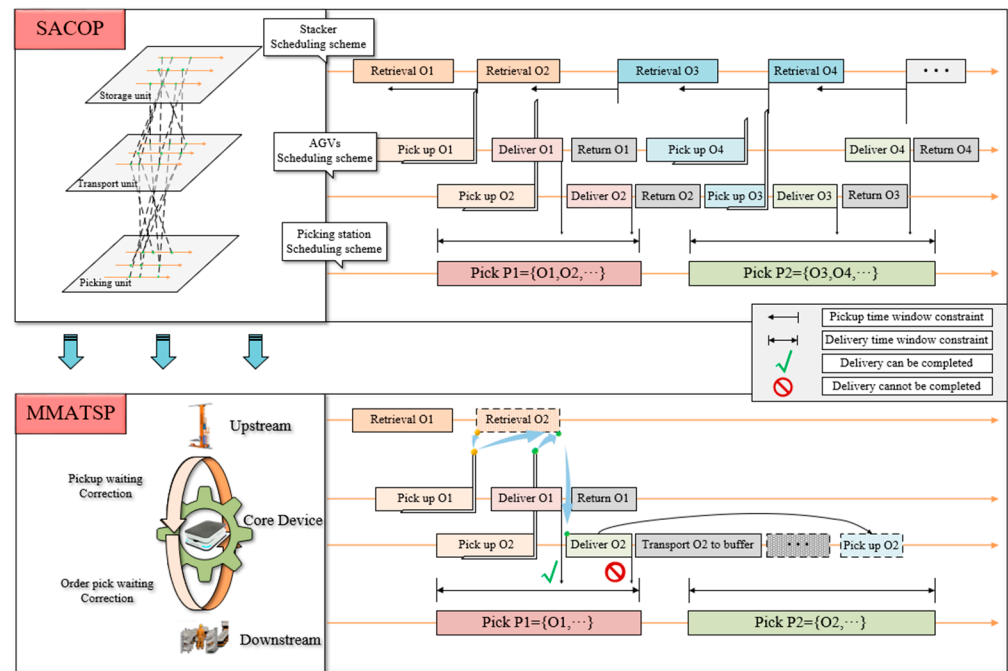 SACOP
Storage unit
Transport unit
Picking unit
Stacker
Scheduling scheme
Retrieval O1
Retrieval O2
Retrieval O3
Retrieval O4
···
AGVs
Scheduling scheme
Pick up O1
Deliver O1
Return O1
Pick up O4
Deliver O4
Return O4
Pick up O2
Deliver O2
Return O2
Pick up O3
Deliver O3
Return O3
Picking station
Scheduling scheme
Pick P1={O1,O2,···}
Pick P2={O3,O4,···}
Pickup time window constraint
Delivery time window constraint
Delivery can be completed
Delivery cannot be completed
MMATSP
Upstream
Pickup waiting
Correction
Core Device
Order pick waiting
Correction
Downstream
Retrieval O1
Retrieval O2
Pick up O1
Deliver O1
Return O1
Pick up O2
Deliver O2
Transport O2 to buffer
···
Pick up O2
Pick P1={O1,···}
Pick P2={O2,···}